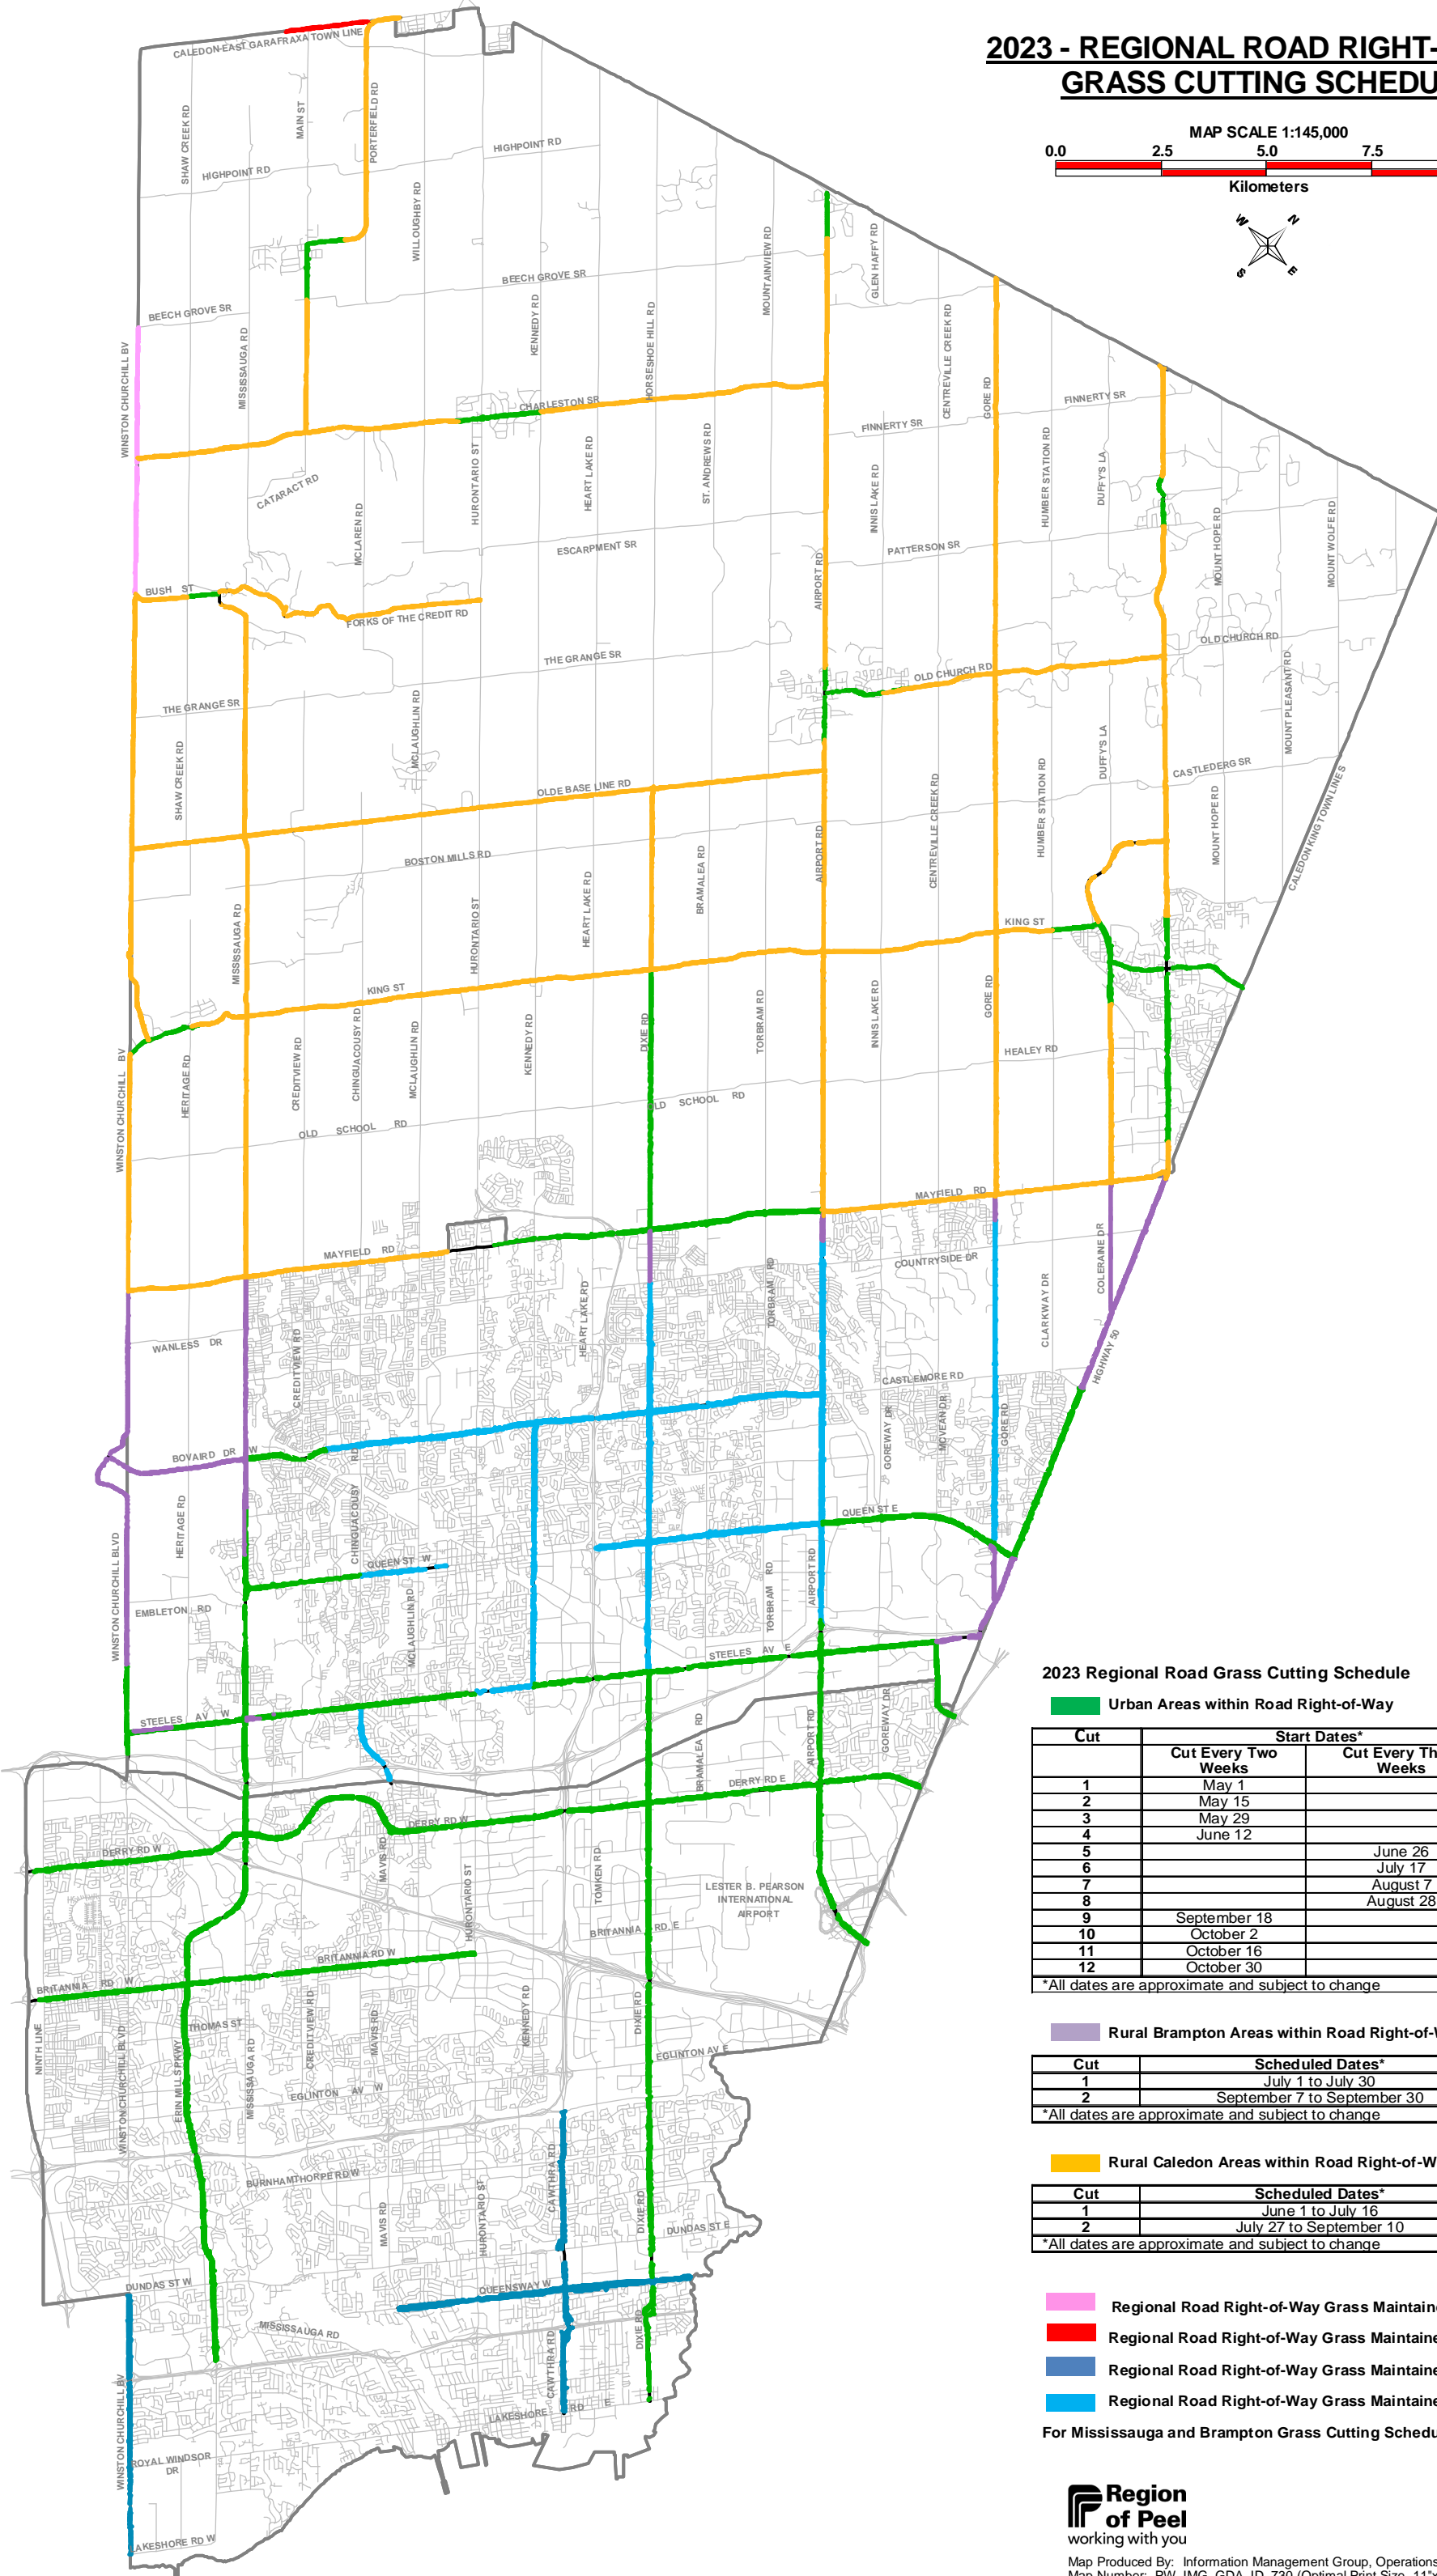 2023 - REGIONAL ROAD RIGHT-
GRASS CUTTING SCHEDU
MAP SCALE 1:145,000
0.0 2.5 5.0 7.5
Kilometers
W N
S E
CALEDON-EAST GARAFRAXA TOWN LINE
SHAW CREEK RD
MAIN ST
PORTERFIELD RD
HIGHPOINT RD
HIGHPOINT RD
WILLOUGHBY RD
MOUNTAINVIEW RD
GLEN HAFFY RD
BEECH GROVE SR
BEECH GROVE SR
WINSTON CHURCHILL BV
MISSISSAUGA RD
KENNEDY RD
HORSESHOE HILL RD
CENTREVILLE CREEK RD
GORE RD
CHARLESTON SR
FINNERTY SR
FINNERTY SR
CATARACT RD
MCLAREN RD
HURONTARIO ST
HEART LAKE RD
ST. ANDREWS RD
INNIS LAKE RD
HUMBER STATION RD
DUFFY'S LA
MOUNT HOPE RD
MOUNT WOLFE RD
ESCARPMENT SR
PATTERSON SR
AIRPORT RD
BUSH ST
FORKS OF THE CREDIT RD
THE GRANGE SR
THE GRANGE SR
OLD CHURCH RD
OLD CHURCH RD
MOUNT PLEASANT RD
SHAW CREEK RD
MCLAUGHLIN RD
OLDE BASE LINE RD
CENTREVILLE CREEK RD
HUMBER STATION RD
DUFFY'S LA
CASTLEDERG SR
MOUNT HOPE RD
CALEDON KING TOWN LINE S
BOSTON MILLS RD
BRAMALEA RD
AIRPORT RD
MISSISSAUGA RD
HURONTARIO ST
HEART LAKE RD
KING ST
KING ST
GORE RD
WINSTON CHURCHILL BV
HERITAGE RD
CREDITVIEW RD
CHINGUACOUSY RD
MCLAUGHLIN RD
KENNEDY RD
DIXIE RD
TORBRAM RD
INNIS LAKE RD
HEALEY RD
OLD SCHOOL RD
OLD SCHOOL RD
MAYFIELD RD
MAYFIELD RD
COUNTRYSIDE DR
CLARKWAY DR
COLERAINE DR
HIGHWAY 50
WANLESS DR
CREDITVIEW RD
HEART LAKE RD
TORBRAM RD
CASTLEMORE RD
GOREWAY DR
MCVEAN DR
GORE RD
BOVAIRD DR W
CHINGUACOUSY RD
HERITAGE RD
WINSTON CHURCHILL BLVD
QUEEN ST E
QUEEN ST W
EMBLETON RD
MCLAUGHLIN RD
TORBRAM RD
AIRPORT RD
STEELES AV E
STEELES AV W
BRAMALEA RD
AIRPORT RD
GOREWAY DR
DERRY RD E
DERRY RD W
DERRY RD W
MAVIS RD
HURONTARIO ST
TOMKEN RD
LESTER B. PEARSON
INTERNATIONAL
AIRPORT
BRITANNIA RD. E
BRITANNIA RD W
BRITANNIA RD W
NINTH LINE
WINSTON CHURCHILL BLVD
THOMAS ST
ERIN MILLS PKWY
MISSISSAUGA RD
CREDITVIEW RD
MAVIS RD
KENNEDY RD
DIXIE RD
EGLINTON AV E
EGLINTON AV W
BURNHAMTHORPE RD W
MAVIS RD
HURONTARIO ST
CAWTHRA RD
DIXIE RD
DUNDAS ST E
DUNDAS ST W
QUEENSWAY W
MISSISSAUGA RD
CAWTHRA RD
DIXIE RD
LAKESHORE RD E
WINSTON CHURCHILL BV
ROYAL WINDSOR
DR
LAKESHORE RD W
2023 Regional Road Grass Cutting Schedule
Urban Areas within Road Right-of-Way
Cut Start Dates*
Cut Every Two Cut Every Th
Weeks Weeks
1 May 1
2 May 15
3 May 29
4 June 12
5 June 26
6 July 17
7 August 7
8 August 28
9 September 18
10 October 2
11 October 16
12 October 30
*All dates are approximate and subject to change
Rural Brampton Areas within Road Right-of-W
Cut Scheduled Dates*
1 July 1 to July 30
2 September 7 to September 30
*All dates are approximate and subject to change
Rural Caledon Areas within Road Right-of-W
Cut Scheduled Dates*
1 June 1 to July 16
2 July 27 to September 10
*All dates are approximate and subject to change
Regional Road Right-of-Way Grass Maintaine
Regional Road Right-of-Way Grass Maintaine
Regional Road Right-of-Way Grass Maintaine
Regional Road Right-of-Way Grass Maintaine
For Mississauga and Brampton Grass Cutting Schedu
Region
of Peel
working with you
Map Produced By: Information Management Group, Operations
Map Number: PW_IMG_GDA_ID_730 (Optimal Print Size 11"x